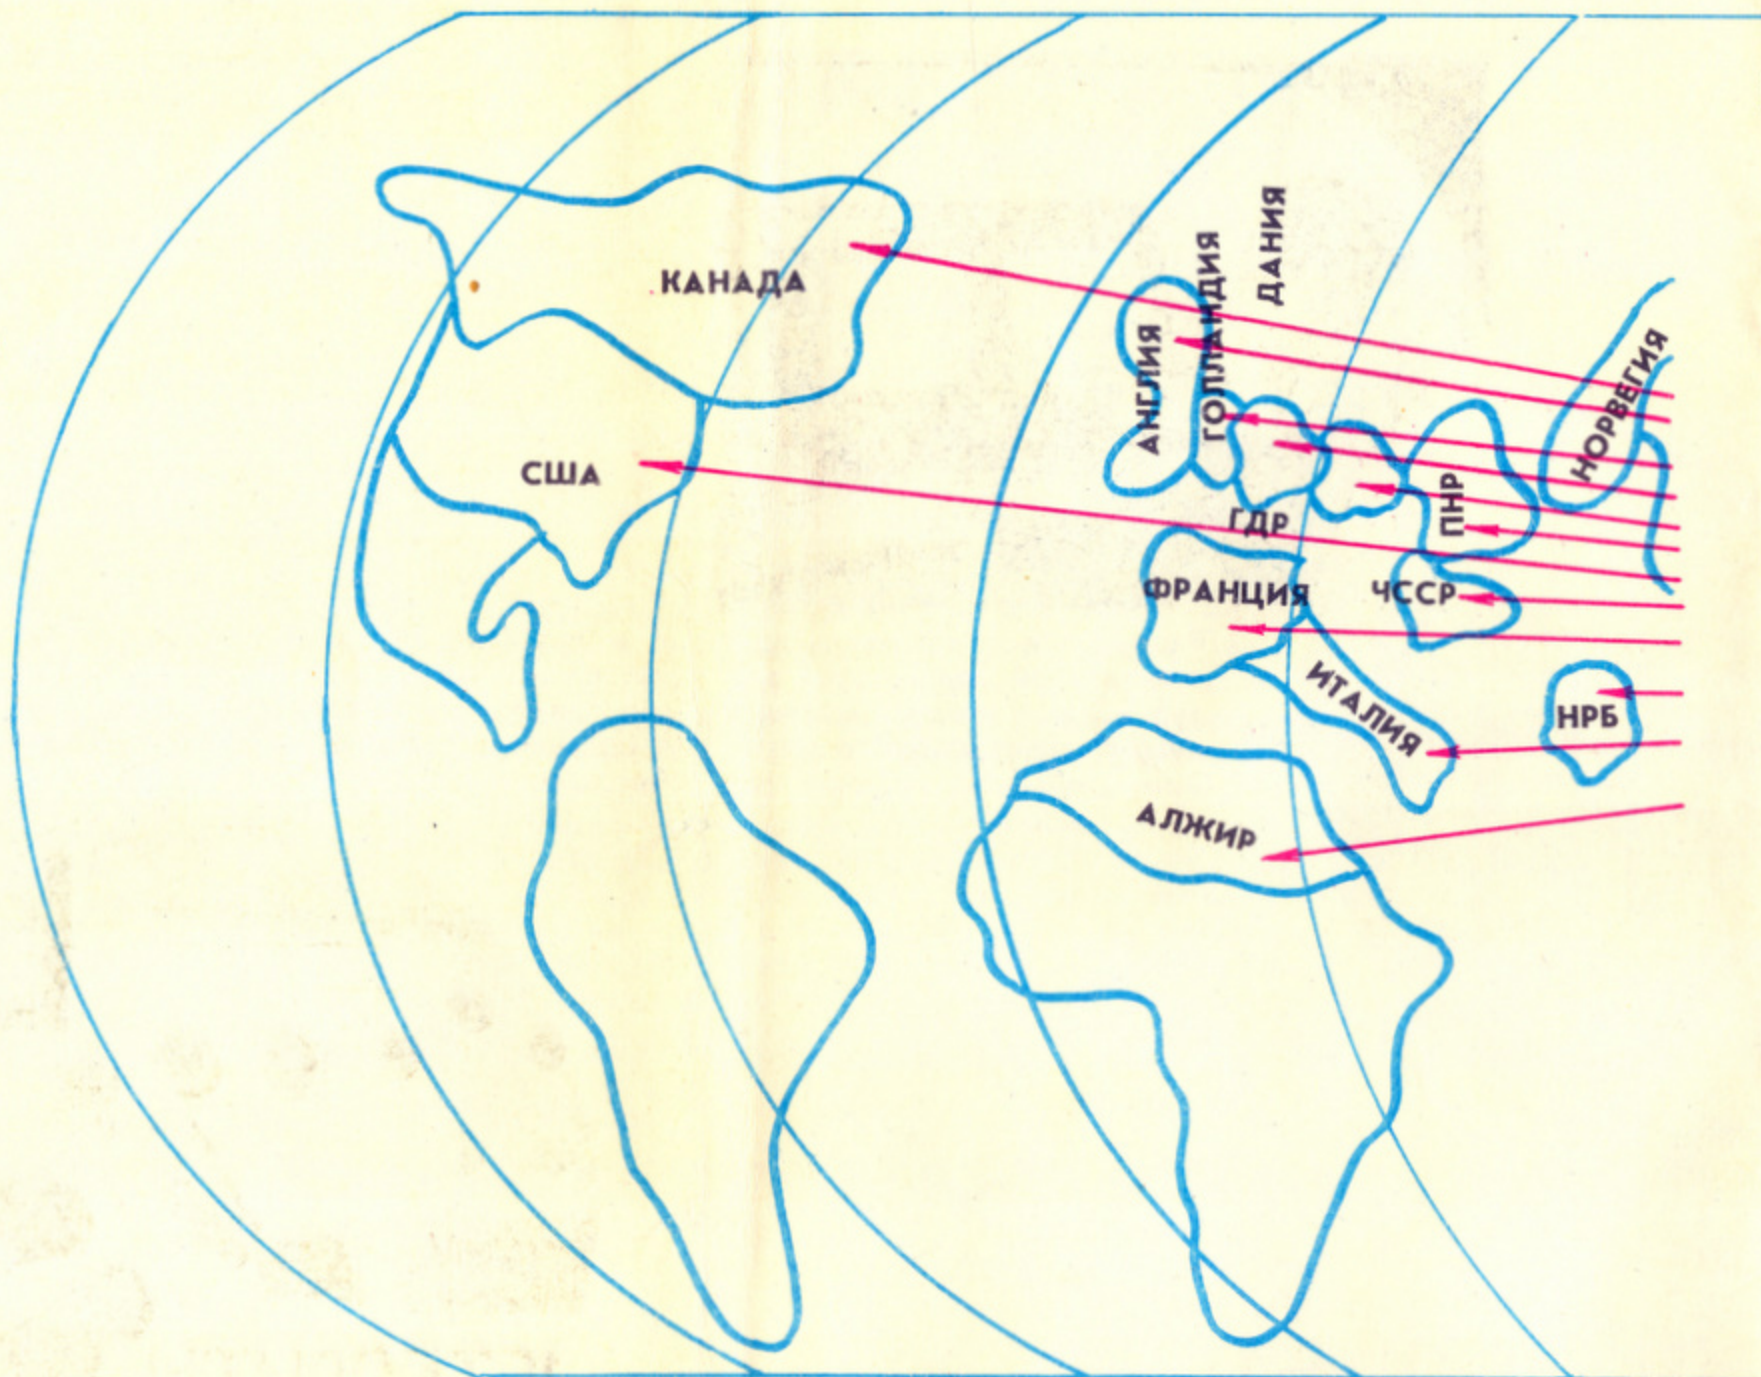 КАНАДА
США
АНГЛИЯ
ГОЛЛАНДИЯ
ДАНИЯ
НОРВЕГИЯ
ГДР
ПНР
ФРАНЦИЯ
ЧССР
ИТАЛИЯ
НРБ
АЛЖИР